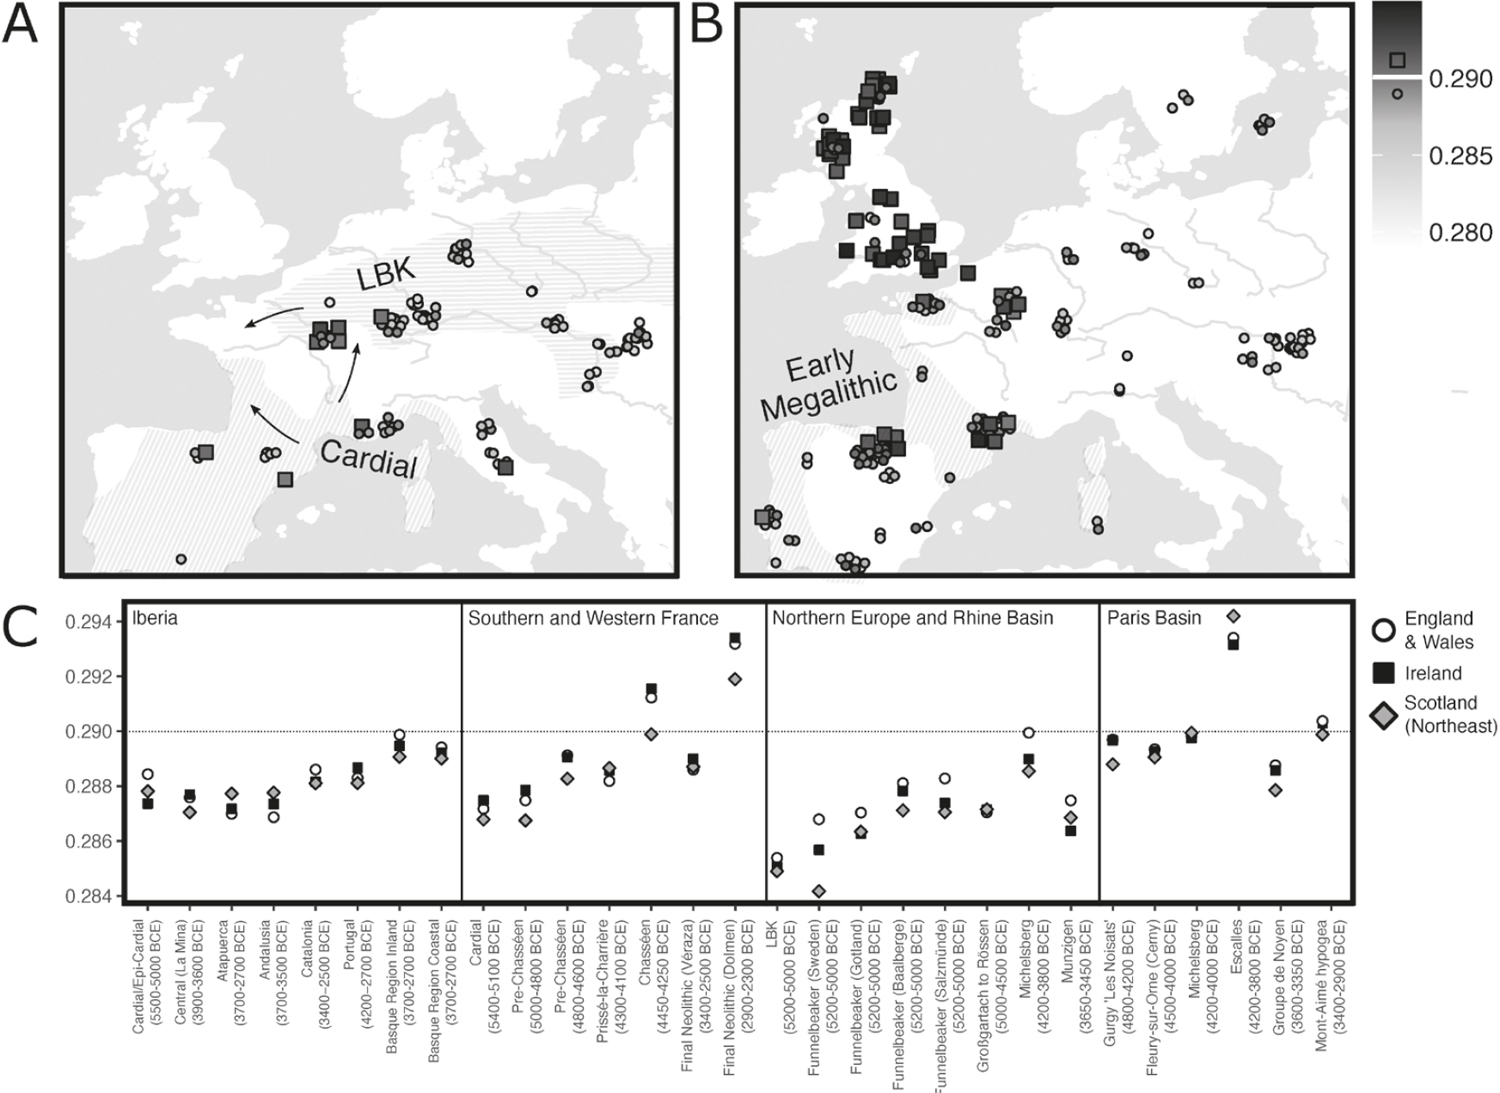 A
LBK
Cardial
B
Early
Megalithic
0.290
0.285
0.280
C
Iberia
Southern and Western France
Northern Europe and Rhine Basin
Paris Basin
0.294
0.292
0.290
0.288
0.286
0.284
England
& Wales
Ireland
Scotland
(Northeast)
Cardial/Epi-Cardial
(5500-5000 BCE)
Central (La Mina)
(3900-3600 BCE)
Atapuerca
(3700-2700 BCE)
Andalusia
(3700-3500 BCE)
Catalonia
(3400–2500 BCE)
Portugal
(4200–2700 BCE)
Basque Region Inland
(3700-2700 BCE)
Basque Region Coastal
(3700-2700 BCE)
Cardial
(5400-5100 BCE)
Pre-Chasséen
(5000-4800 BCE)
Pre-Chasséen
(4800-4600 BCE)
Prissé-la-Charrière
(4300-4100 BCE)
Chasséen
(4450-4250 BCE)
Final Neolithic (Véraza)
(3400-2500 BCE)
Final Neolithic (Dolmen)
(2900-2300 BCE)
LBK
(5200-5000 BCE)
Funnelbeaker (Sweden)
(5200-5000 BCE)
Funnelbeaker (Gotland)
(5200-5000 BCE)
Funnelbeaker (Baalberge)
(5200-5000 BCE)
Funnelbeaker (Salzmünde)
(5200-5000 BCE)
Großgartach to Rössen
(5000-4500 BCE)
Michelsberg
(4200-3800 BCE)
Munzigen
(3650-3450 BCE)
Gurgy 'Les Noisats'
(4800-4200 BCE)
Fleury-sur-Orne (Cerny)
(4500-4000 BCE)
Michelsberg
(4200-4000 BCE)
Escalles
(4200-3800 BCE)
Groupe de Noyen
(3600-3350 BCE)
Mont-Aimé hypogea
(3400-2900 BCE)